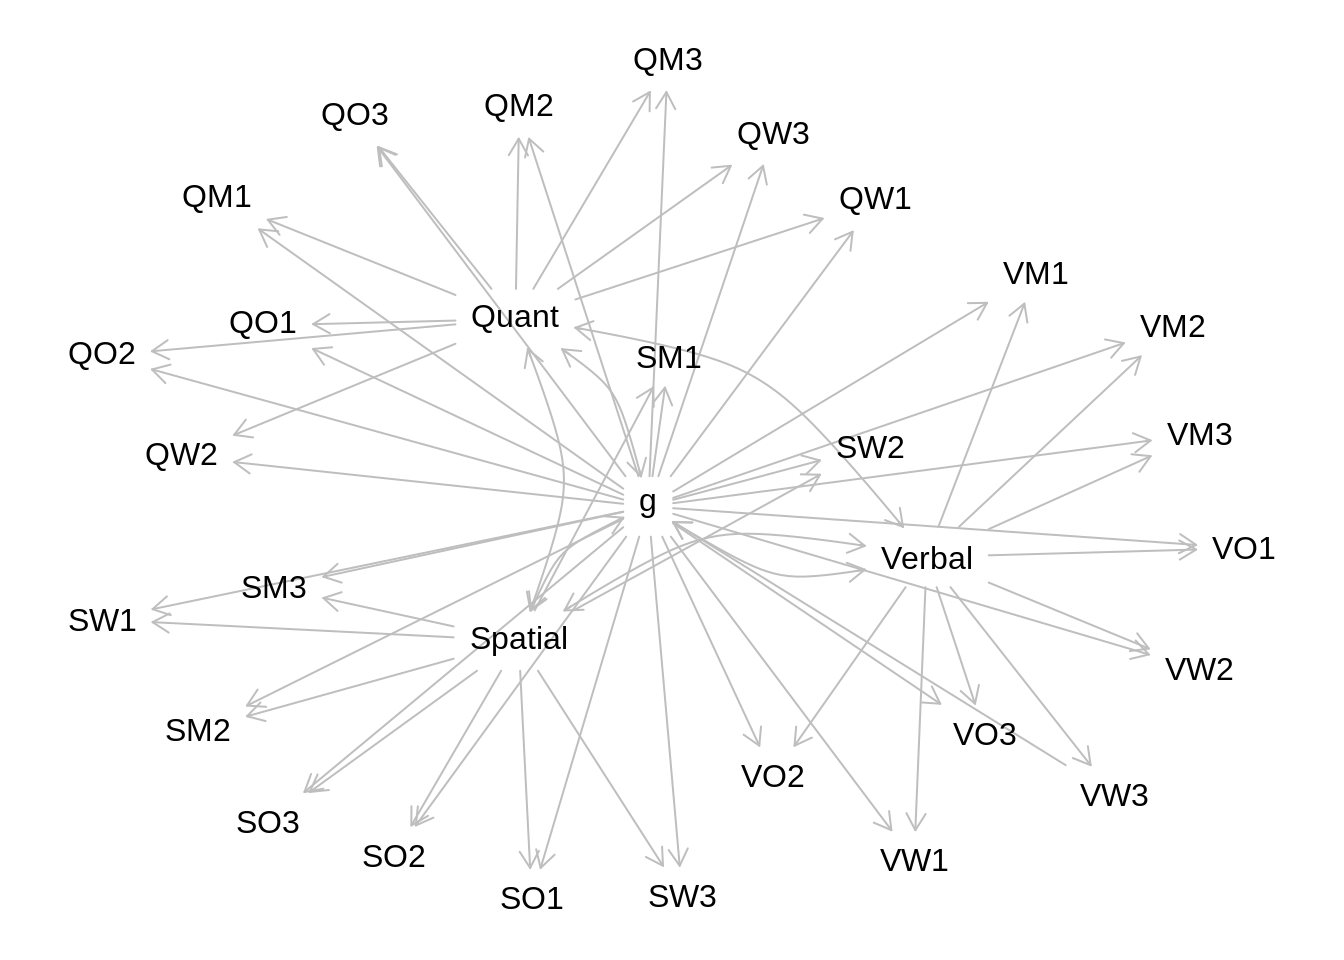 QM3
QM2
QO3
QW3
QM1
QW1
VM1
Quant
QO1
VM2
QO2
SM1
VM3
SW2
QW2
g
VO1
Verbal
SM3
SW1
Spatial
VW2
SM2
VO3
VO2
VW3
SO3
SO2
VW1
SW3
SO1